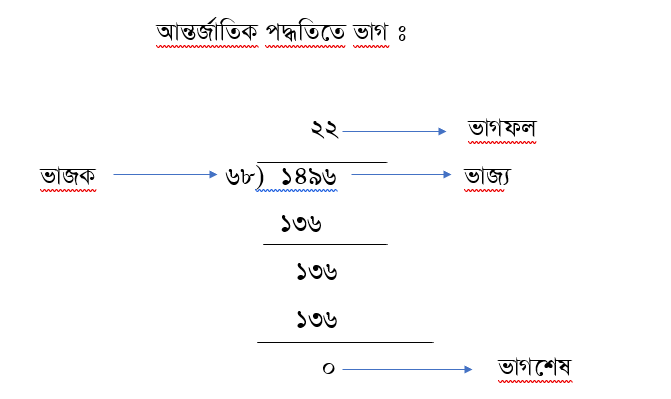 আন্তর্জাতিক পদ্ধতিতে ভাগ ঃ
২২ ভাগফল
ভাজক ৬৮) ১৪৯৬ ভাজ্য
১৩৬
১৩৬
১৩৬
০ ভাগশেষ